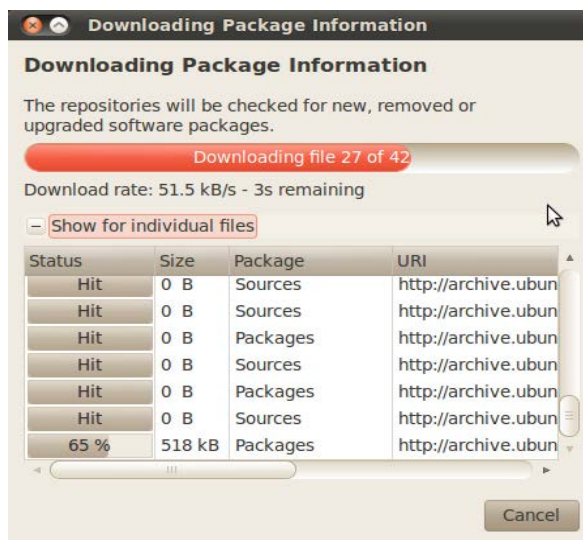 Downloading Package Information
Downloading Package Information
The repositories will be checked for new, removed or
upgraded software packages.
Downloading file 27 of 42
Download rate: 51.5 kB/s - 3s remaining
Show for individual files
Status Size Package URI
Hit 0 B Sources http://archive.ubun
Hit 0 B Sources http://archive.ubun
Hit 0 B Packages http://archive.ubun
Hit 0 B Sources http://archive.ubun
Hit 0 B Packages http://archive.ubun
Hit 0 B Sources http://archive.ubun
65 % 518 kB Packages http://archive.ubun
Cancel